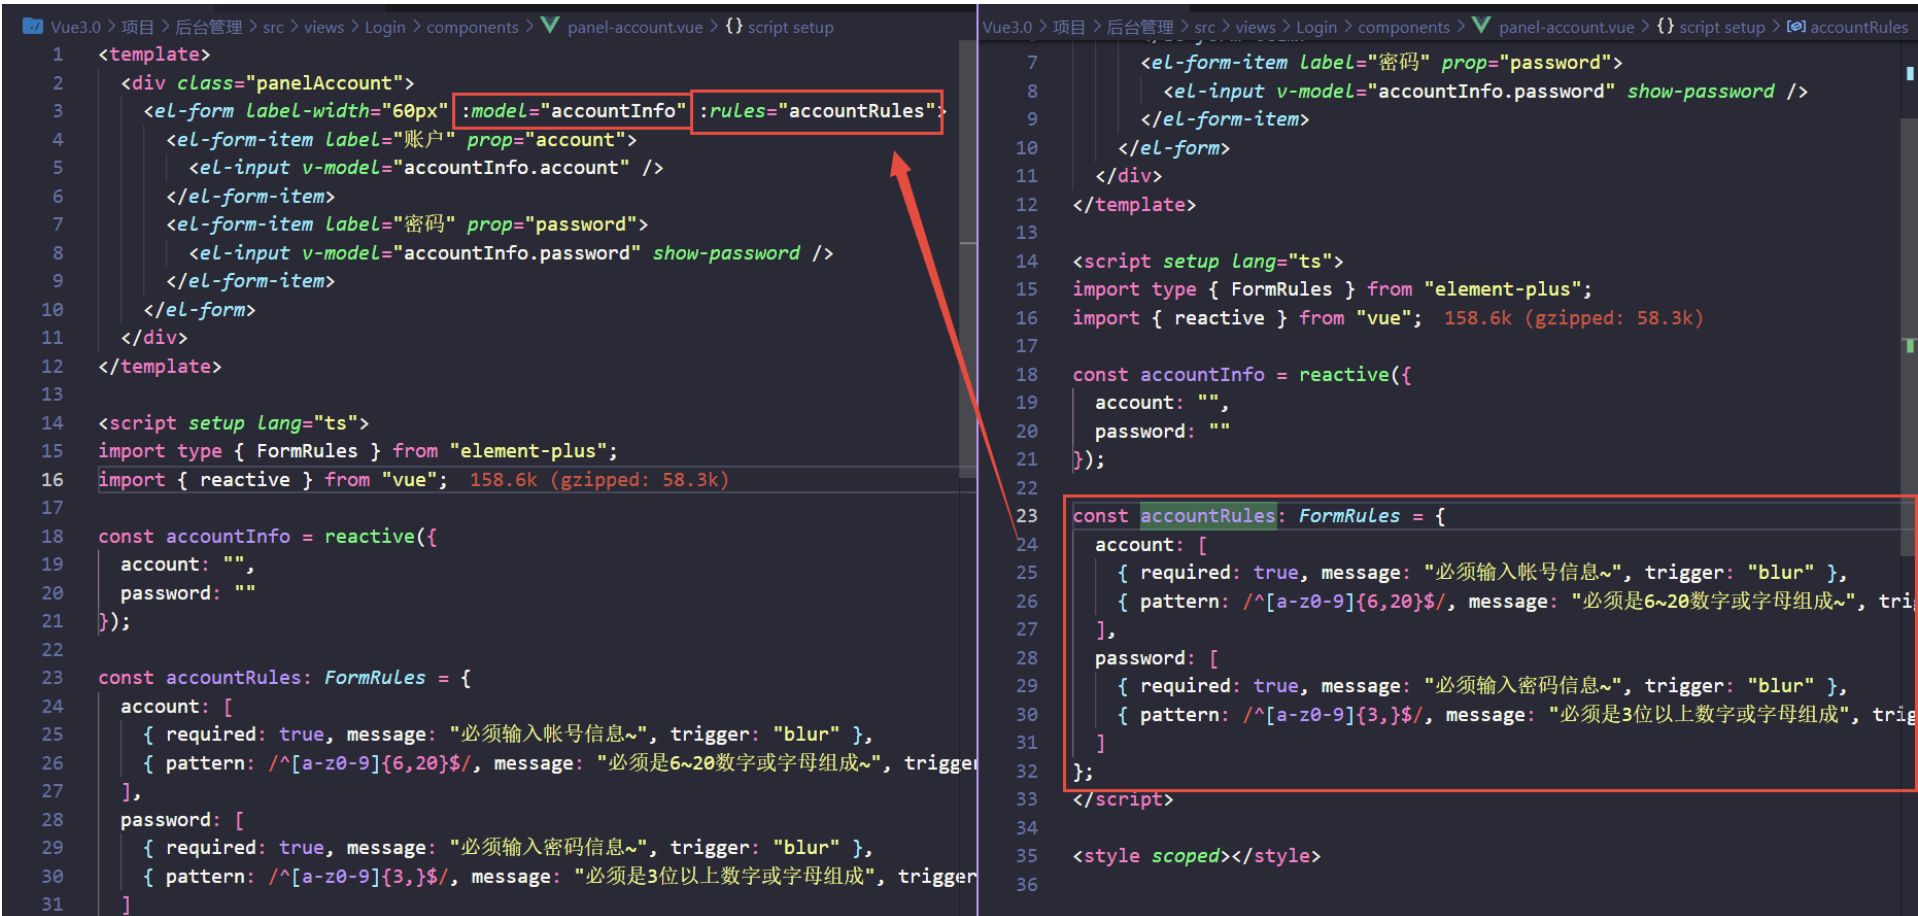 Vue3.0 > 项目 > 后台管理 > src > views > Login > components > panel-account.vue > {} script setup
1 <template>
2 <div class="panelAccount">
3 <el-form label-width="60px" :model="accountInfo" :rules="accountRules">
4 <el-form-item label="账户" prop="account">
5 <el-input v-model="accountInfo.account" />
6 </el-form-item>
7 <el-form-item label="密码" prop="password">
8 <el-input v-model="accountInfo.password" show-password />
9 </el-form-item>
10 </el-form>
11 </div>
12 </template>
13
14 <script setup lang="ts">
15 import type { FormRules } from "element-plus";
16 import { reactive } from "vue"; 158.6k (gzipped: 58.3k)
17
18 const accountInfo = reactive({
19 account: "",
20 password: ""
21 });
22
23 const accountRules: FormRules = {
24 account: [
25 { required: true, message: "必须输入帐号信息~", trigger: "blur" },
26 { pattern: /^[a-z0-9]{6,20}$/, message: "必须是6~20数字或字母组成~", trigger
27 ],
28 password: [
29 { required: true, message: "必须输入密码信息~", trigger: "blur" },
30 { pattern: /^[a-z0-9]{3,}$/, message: "必须是3位以上数字或字母组成", trigger
31 ]
Vue3.0 > 项目 > 后台管理 > src > views > Login > components > panel-account.vue > {} script setup > accountRules
7 <el-form-item label="密码" prop="password">
8 <el-input v-model="accountInfo.password" show-password />
9 </el-form-item>
10 </el-form>
11 </div>
12 </template>
13
14 <script setup lang="ts">
15 import type { FormRules } from "element-plus";
16 import { reactive } from "vue"; 158.6k (gzipped: 58.3k)
17
18 const accountInfo = reactive({
19 account: "",
20 password: ""
21 });
22
23 const accountRules: FormRules = {
24 account: [
25 { required: true, message: "必须输入帐号信息~", trigger: "blur" },
26 { pattern: /^[a-z0-9]{6,20}$/, message: "必须是6~20数字或字母组成~", tri
27 ],
28 password: [
29 { required: true, message: "必须输入密码信息~", trigger: "blur" },
30 { pattern: /^[a-z0-9]{3,}$/, message: "必须是3位以上数字或字母组成", trig
31 ]
32 };
33 </script>
34
35 <style scoped></style>
36